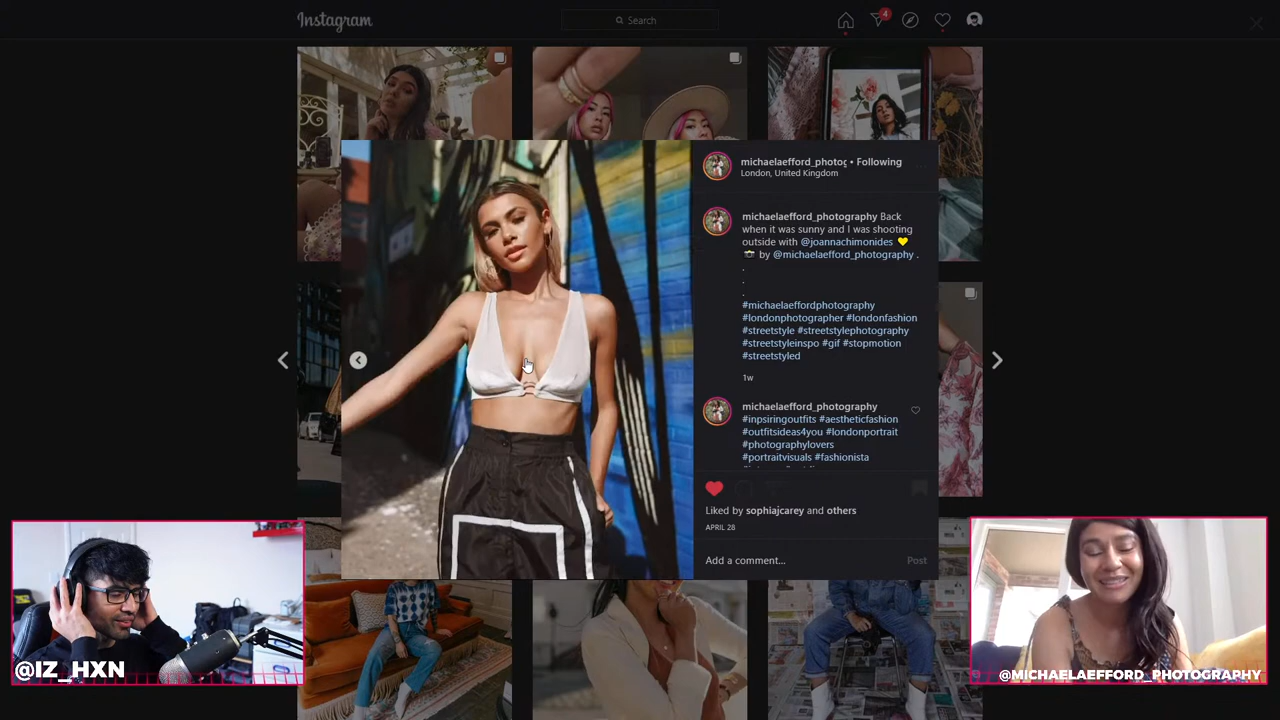 Instagram
Search
4
michaelaefford_photog • Following
London, United Kingdom
michaelaefford_photography Back
when it was sunny and I was shooting
outside with @joannachimonides 💛
📸 by @michaelaefford_photography .
.
.
.
#michaelaeffordphotography
#londonphotographer #londonfashion
#streetstyle #streetstylephotography
#streetstyleinspo #gif #stopmotion
#streetstyled
1w
michaelaefford_photography
#inpsiringoutfits #aestheticfashion
#outfitsideas4you #londonportrait
#photographylovers
#portraitvisuals #fashionista
Liked by sophiajcarey and others
APRIL 28
Add a comment...
Post
@IZ_HXN
@MICHAELAEFFORD_PHOTOGRAPHY